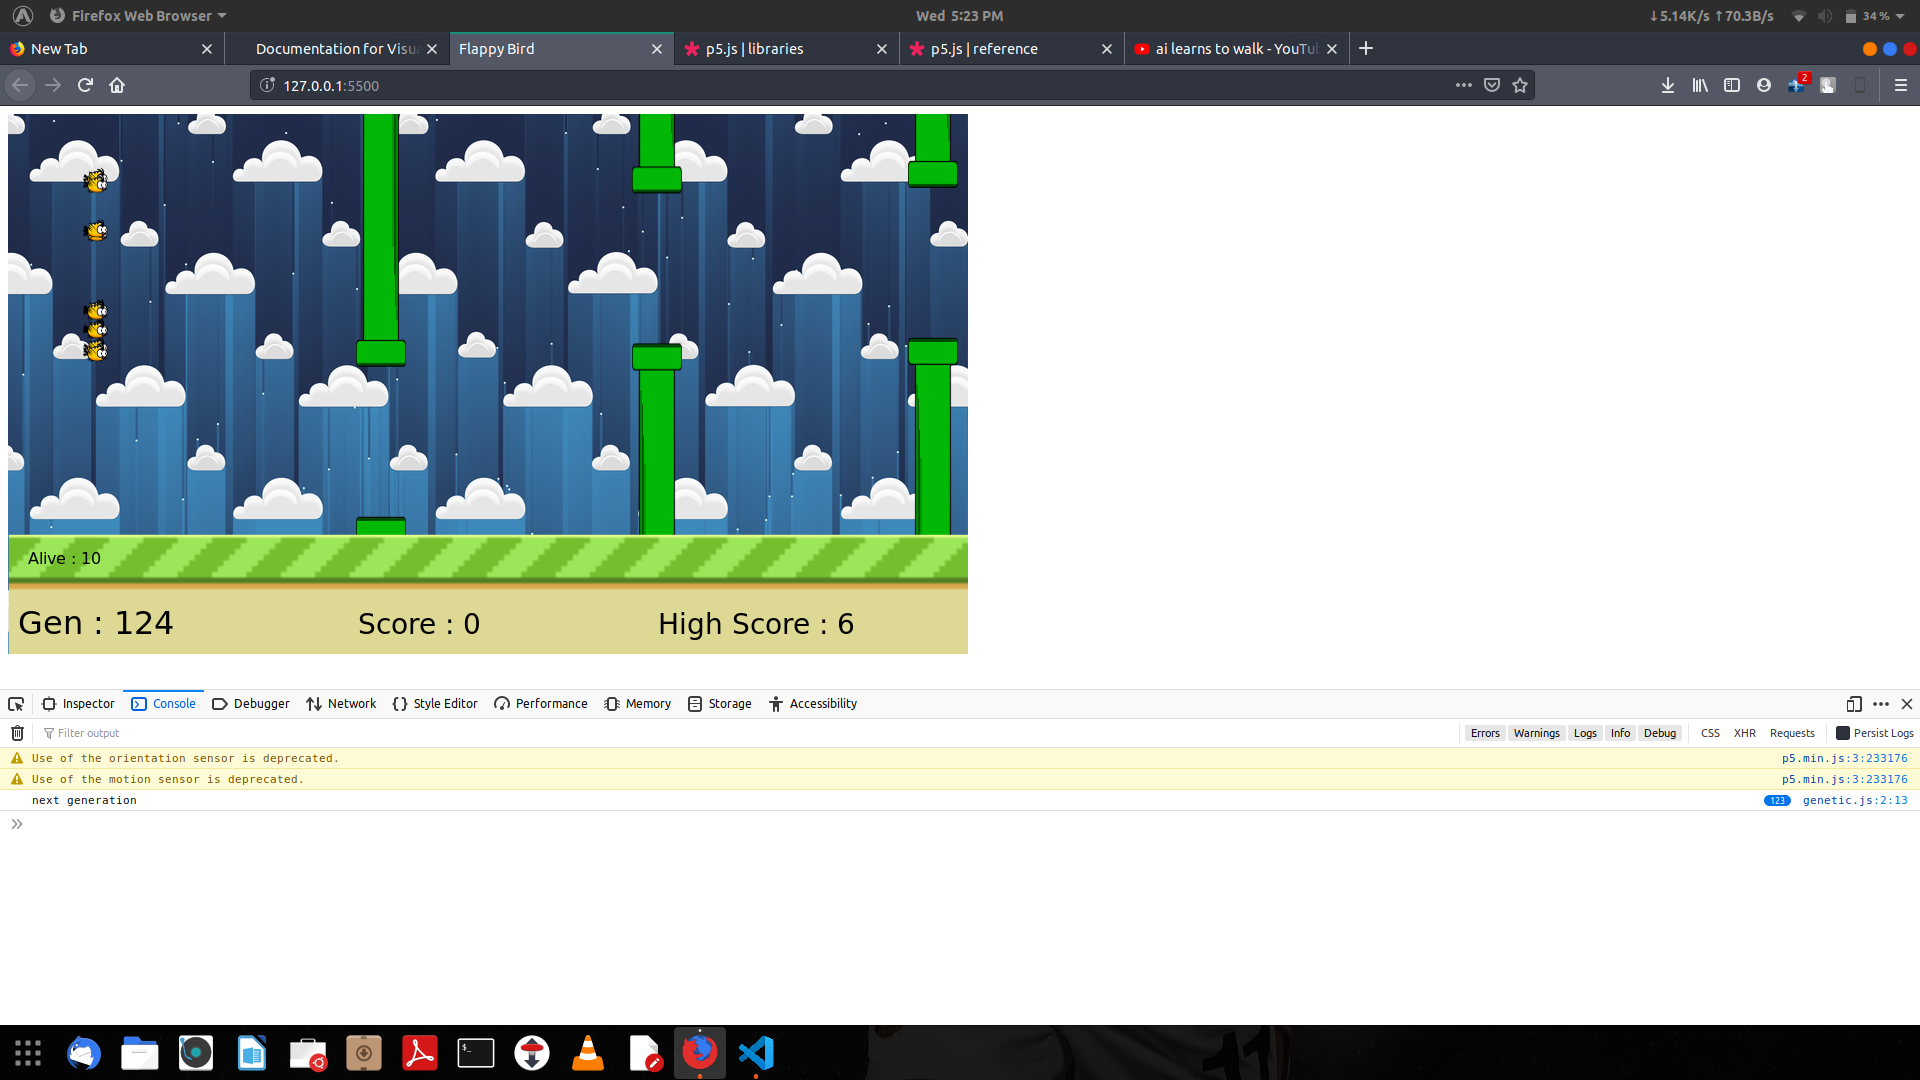 Firefox Web Browser
Wed 5:23 PM
↓5.14K/s ↑70.3B/s
34 %
New Tab
Documentation for Visua
Flappy Bird
p5.js | libraries
p5.js | reference
ai learns to walk - YouTu
127.0.0.1:5500
2
Alive : 10
Gen : 124
Score : 0
High Score : 6
Inspector
Console
Debugger
Network
Style Editor
Performance
Memory
Storage
Accessibility
Filter output
Errors
Warnings
Logs
Info
Debug
CSS
XHR
Requests
Persist Logs
Use of the orientation sensor is deprecated.
p5.min.js:3:233176
Use of the motion sensor is deprecated.
p5.min.js:3:233176
next generation
123
genetic.js:2:13
$_
11